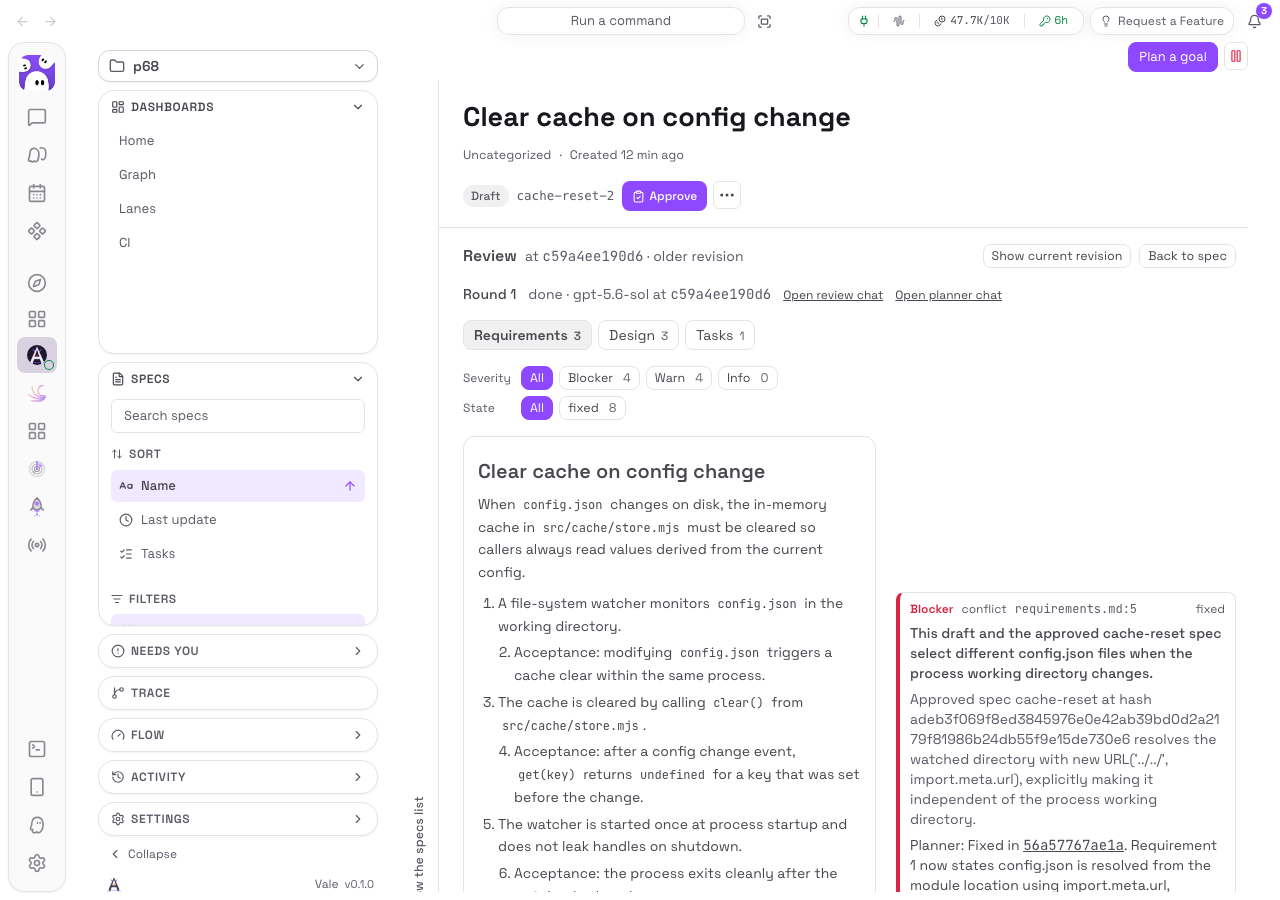 Run a command
47.7K/10K
6h
Request a Feature
3
Plan a goal
p68
DASHBOARDS
Home
Graph
Lanes
CI
SPECS
Search specs
SORT
Aa Name
Last update
Tasks
FILTERS
NEEDS YOU
TRACE
FLOW
ACTIVITY
SETTINGS
Collapse
Vale v0.1.0
w the specs list
Clear cache on config change
Uncategorized · Created 12 min ago
Draft cache-reset-2 Approve
Review at c59a4ee190d6 · older revision
Show current revision Back to spec
Round 1 done · gpt-5.6-sol at c59a4ee190d6 Open review chat Open planner chat
Requirements 3 Design 3 Tasks 1
Severity All Blocker 4 Warn 4 Info 0
State All fixed 8
Clear cache on config change
When config.json changes on disk, the in-memory
cache in src/cache/store.mjs must be cleared so
callers always read values derived from the current
config.
1. A file-system watcher monitors config.json in the
working directory.
2. Acceptance: modifying config.json triggers a
cache clear within the same process.
3. The cache is cleared by calling clear() from
src/cache/store.mjs.
4. Acceptance: after a config change event,
get(key) returns undefined for a key that was set
before the change.
5. The watcher is started once at process startup and
does not leak handles on shutdown.
6. Acceptance: the process exits cleanly after the
Blocker conflict requirements.md:5 fixed
This draft and the approved cache-reset spec
select different config.json files when the
process working directory changes.
Approved spec cache-reset at hash
adeb3f069f8ed3845976e0e42ab39bd0d2a21
79f81986b24db55f9e15de730e6 resolves the
watched directory with new URL('../../',
import.meta.url), explicitly making it
independent of the process working
directory.
Planner: Fixed in 56a57767ae1a. Requirement
1 now states config.json is resolved from the
module location using import.meta.url,